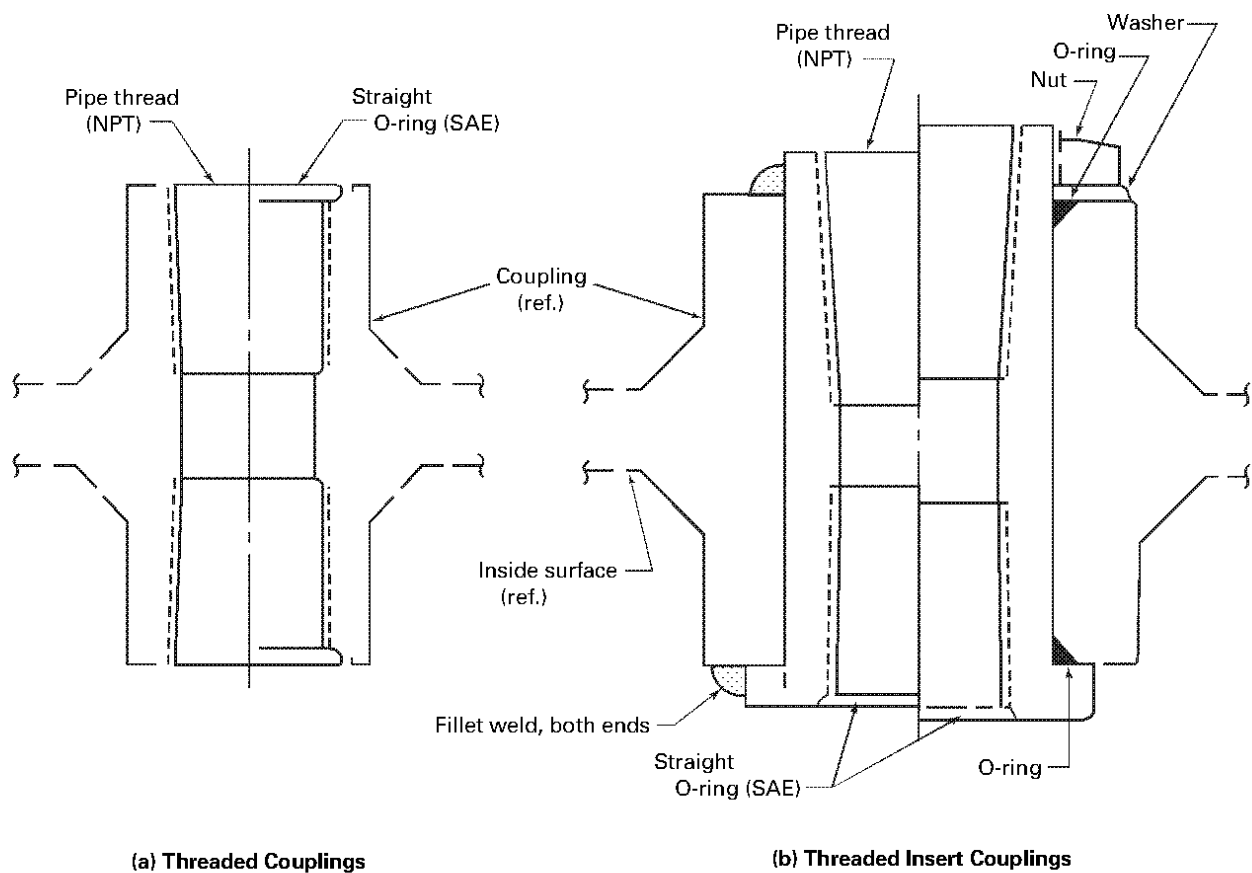 Pipe thread
(NPT)
Straight
O-ring (SAE)
Pipe thread
(NPT)
Washer
O-ring
Nut
Coupling
(ref.)
Inside surface
(ref.)
Fillet weld, both ends
Straight
O-ring (SAE)
O-ring
(a) Threaded Couplings
(b) Threaded Insert Couplings